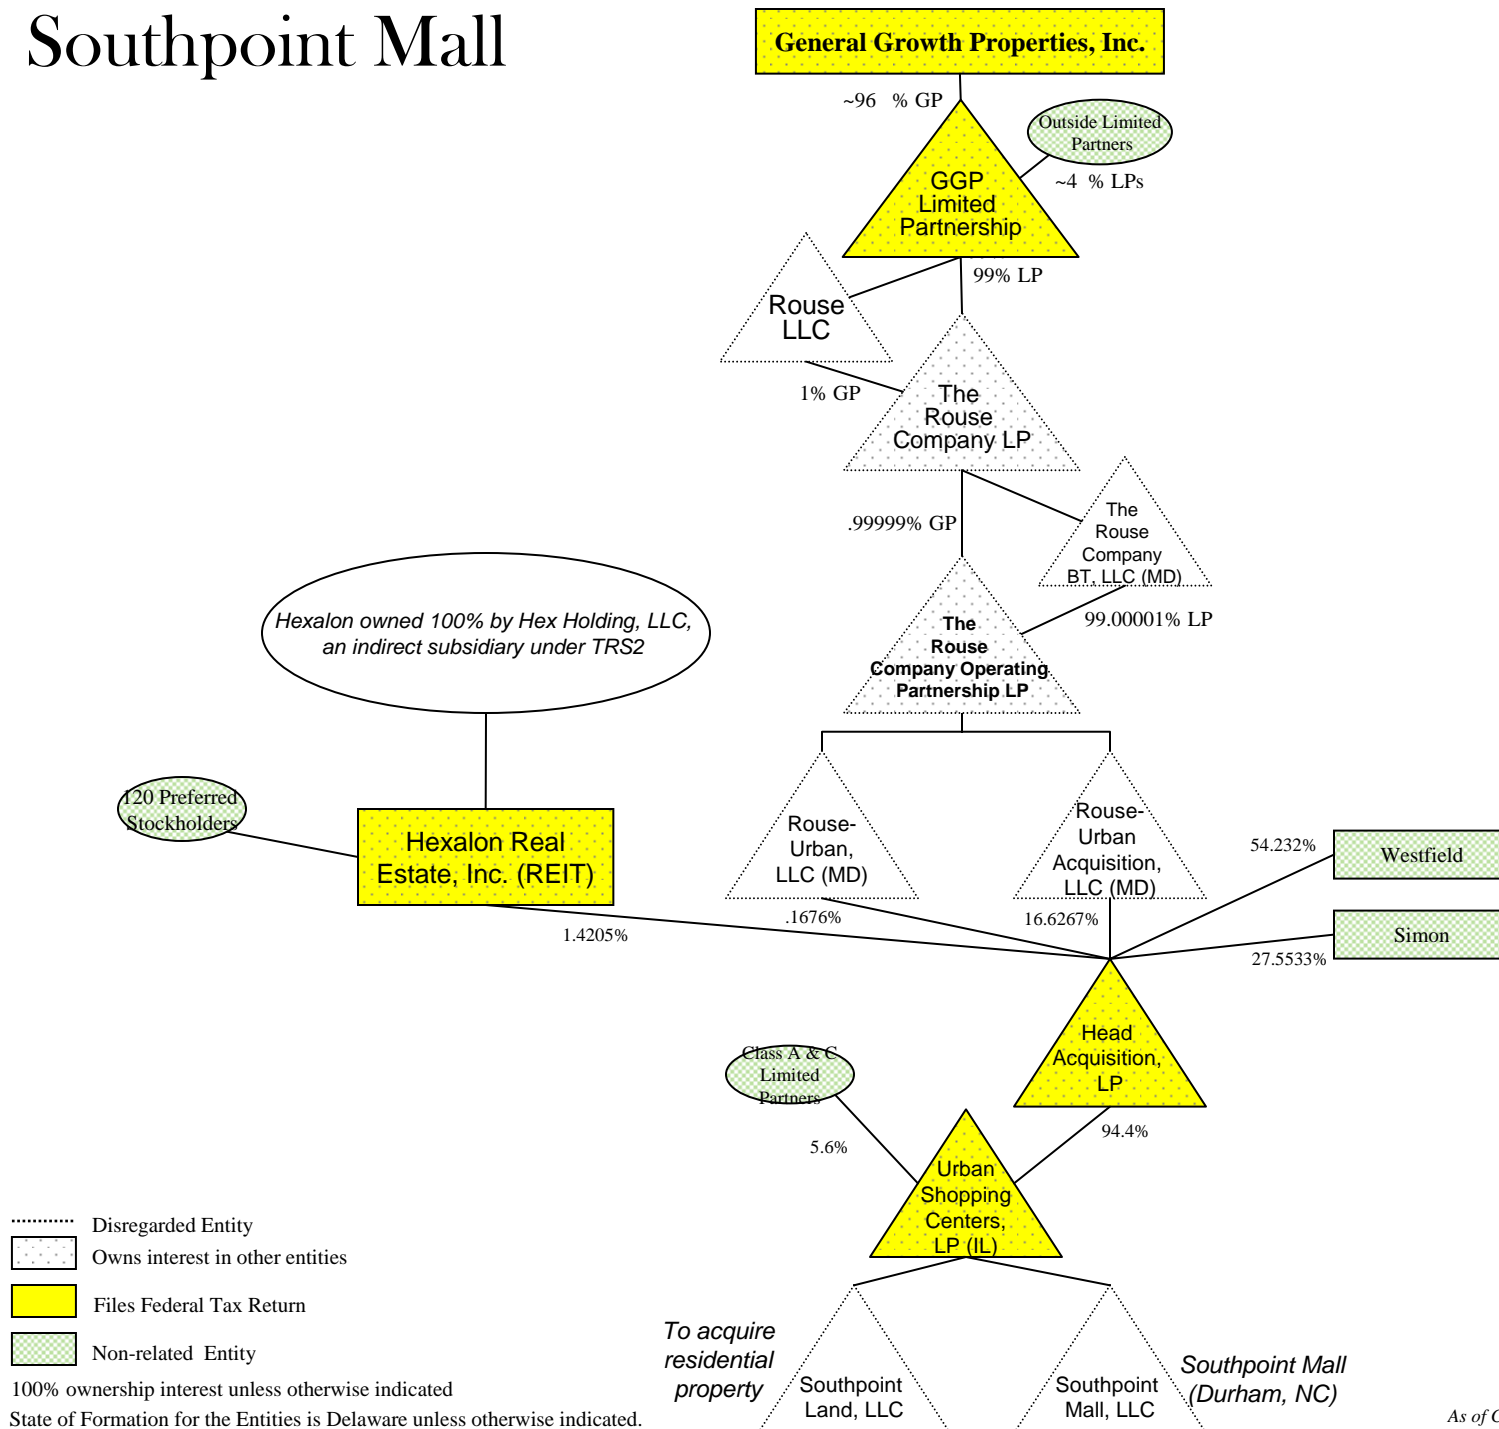 Southpoint Mall
General Growth Properties, Inc.
~96 % GP
Outside Limited
Partners
~4 % LPs
GGP
Limited
Partnership
99% LP
Rouse
LLC
1% GP
The
Rouse
Company LP
.99999% GP
The
Rouse
Company
BT, LLC (MD)
99.00001% LP
Hexalon owned 100% by Hex Holding, LLC,
an indirect subsidiary under TRS2
The
Rouse
Company Operating
Partnership LP
120 Preferred
Stockholders
Hexalon Real
Estate, Inc. (REIT)
Rouse-
Urban,
LLC (MD)
Rouse-
Urban
Acquisition,
LLC (MD)
54.232%
Westfield
.1676%
16.6267%
1.4205%
Simon
27.5533%
Head
Acquisition,
LP
Class A & C
Limited
Partners
5.6%
94.4%
Urban
Shopping
Centers,
LP (IL)
Disregarded Entity
Owns interest in other entities
Files Federal Tax Return
Non-related Entity
100% ownership interest unless otherwise indicated
State of Formation for the Entities is Delaware unless otherwise indicated.
To acquire
residential
property
Southpoint
Land, LLC
Southpoint
Mall, LLC
Southpoint Mall
(Durham, NC)
As of